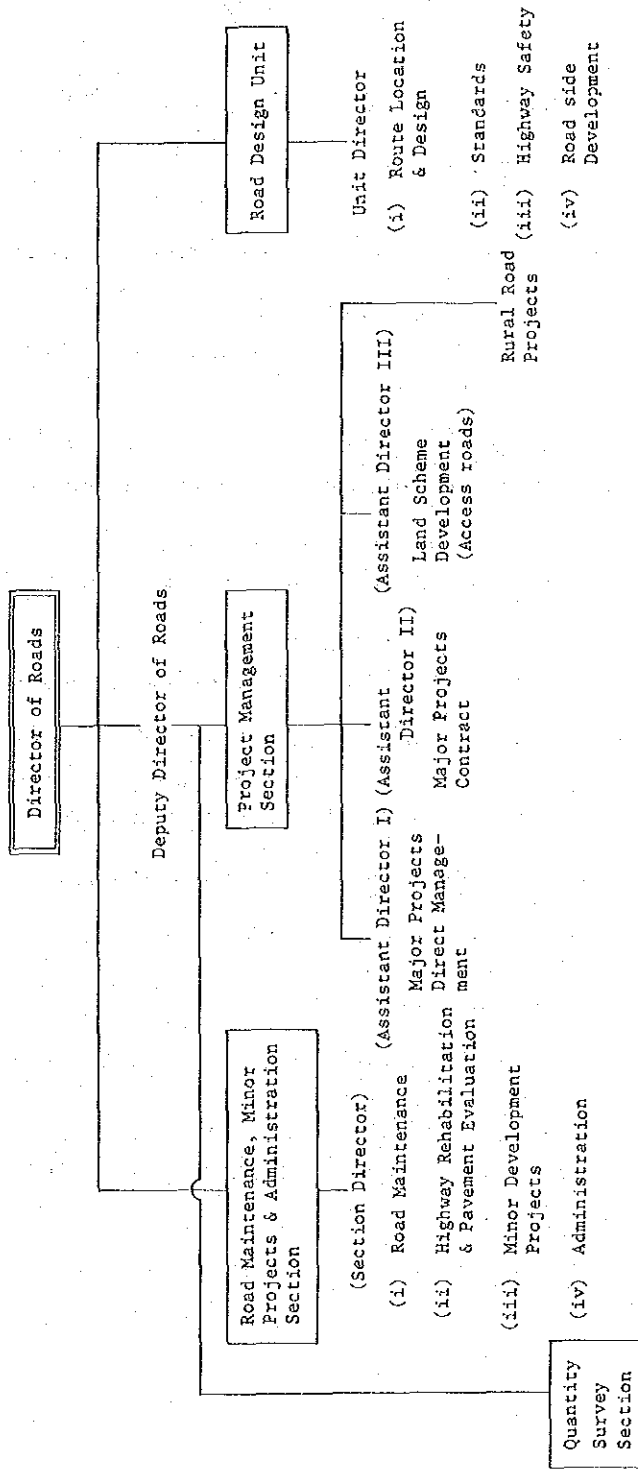 Director of Roads
Deputy Director of Roads
Road Maintenance, Minor
Projects & Administration
Section
(Section Director)
(i) Road Maintenance
(ii) Highway Rehabilitation
& Pavement Evaluation
(iii) Minor Development
Projects
(iv) Administration
Quantity
Survey
Section
Project Management
Section
(Assistant Director I)
Major Projects
Direct Manage-
ment
(Assistant
Director II)
Major Projects
Contract
(Assistant Director III)
Land Scheme
Development
(Access roads)
Rural Road
Projects
Road Design Unit
Unit Director
(i) Route Location
& Design
(ii) Standards
(iii) Highway Safety
(iv) Road side
Development